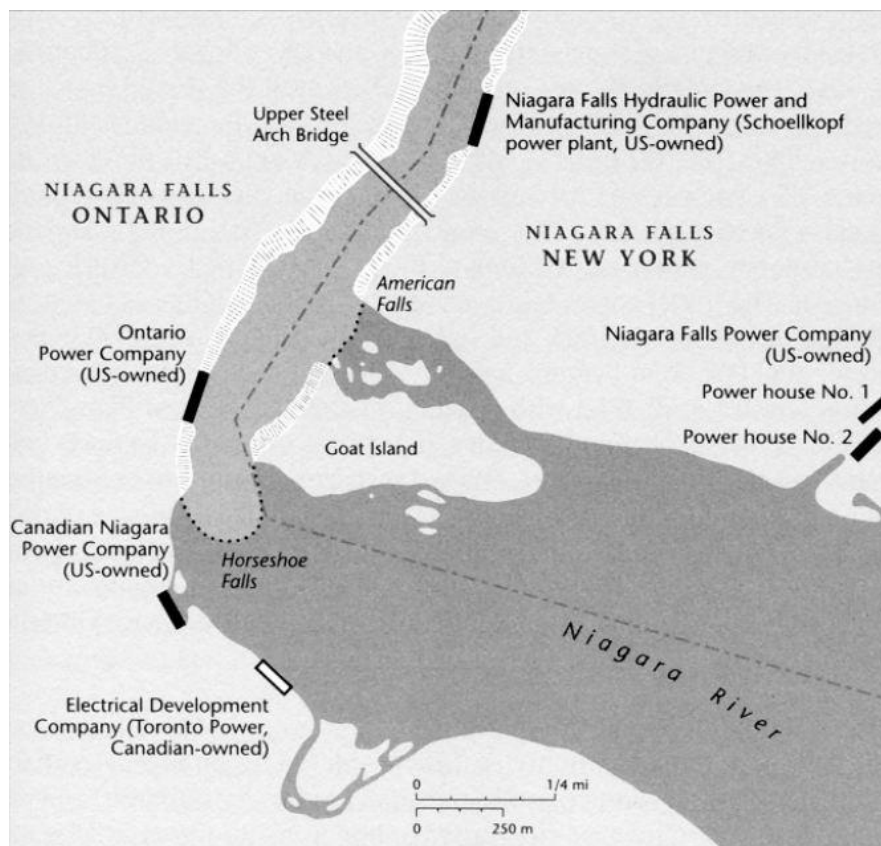 Upper Steel
Arch Bridge
Niagara Falls Hydraulic Power and
Manufacturing Company (Schoellkopf
power plant, US-owned)
NIAGARA FALLS
ONTARIO
NIAGARA FALLS
NEW YORK
American
Falls
Ontario
Power Company
(US-owned)
Niagara Falls Power Company
(US-owned)
Power house No. 1
Power house No. 2
Goat Island
Canadian Niagara
Power Company
(US-owned)
Horseshoe
Falls
Niagara River
Electrical Development
Company (Toronto Power,
Canadian-owned)
0 1/4 mi
0 250 m